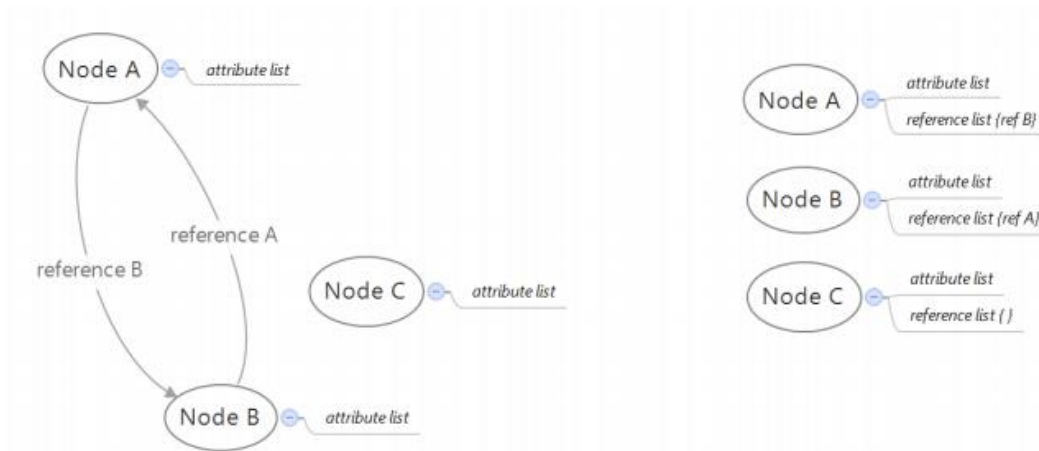 Node A
attribute list
reference A
reference B
Node C
attribute list
Node B
attribute list
Node A
attribute list
reference list {ref B}
Node B
attribute list
reference list {ref A}
Node C
attribute list
reference list { }